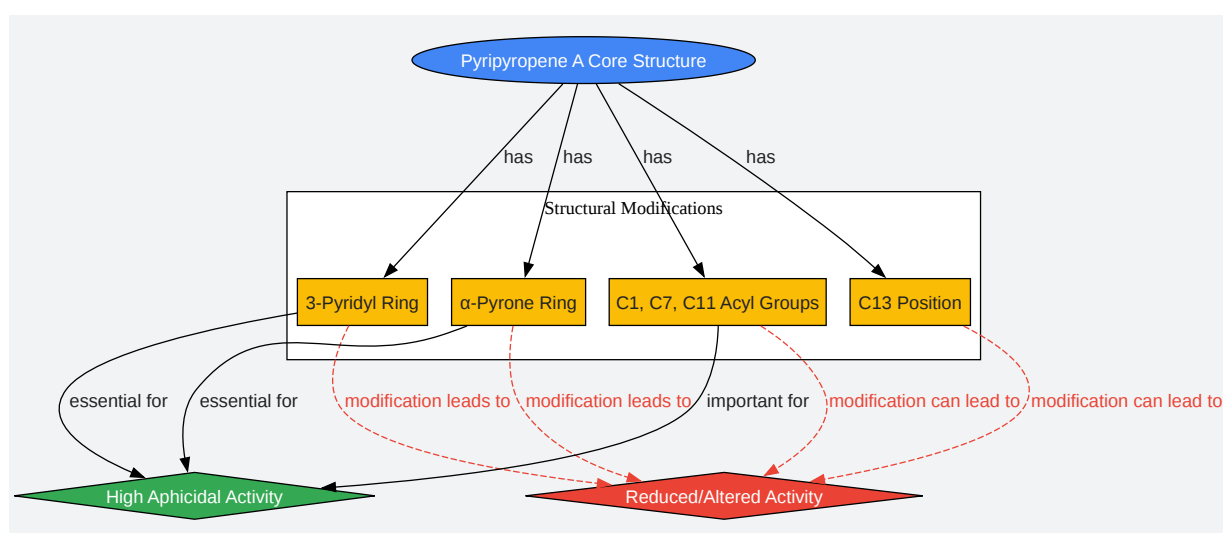 Pyripyropene A Core Structure
has
has
has
has
Structural Modifications
3-Pyridyl Ring
α-Pyrone Ring
C1, C7, C11 Acyl Groups
C13 Position
essential for
essential for
modification leads to
modification leads to
important for
modification can lead to
modification can lead to
High Aphicidal Activity
Reduced/Altered Activity